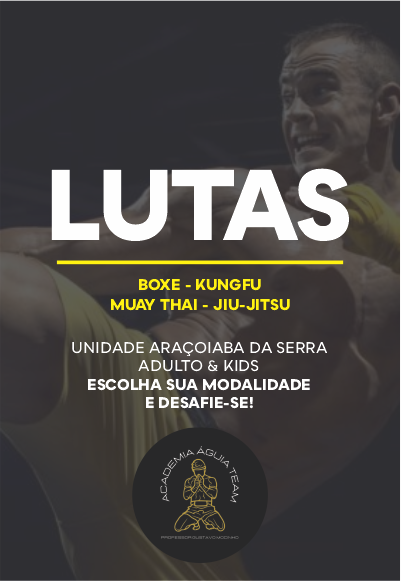 LUTAS
BOXE - KUNGFU
MUAY THAI - JIU-JITSU
UNIDADE ARAÇOIABA DA SERRA
ADULTO & KIDS
ESCOLHA SUA MODALIDADE
E DESAFIE-SE!
ACADEMIA ÁGUIA TEAM